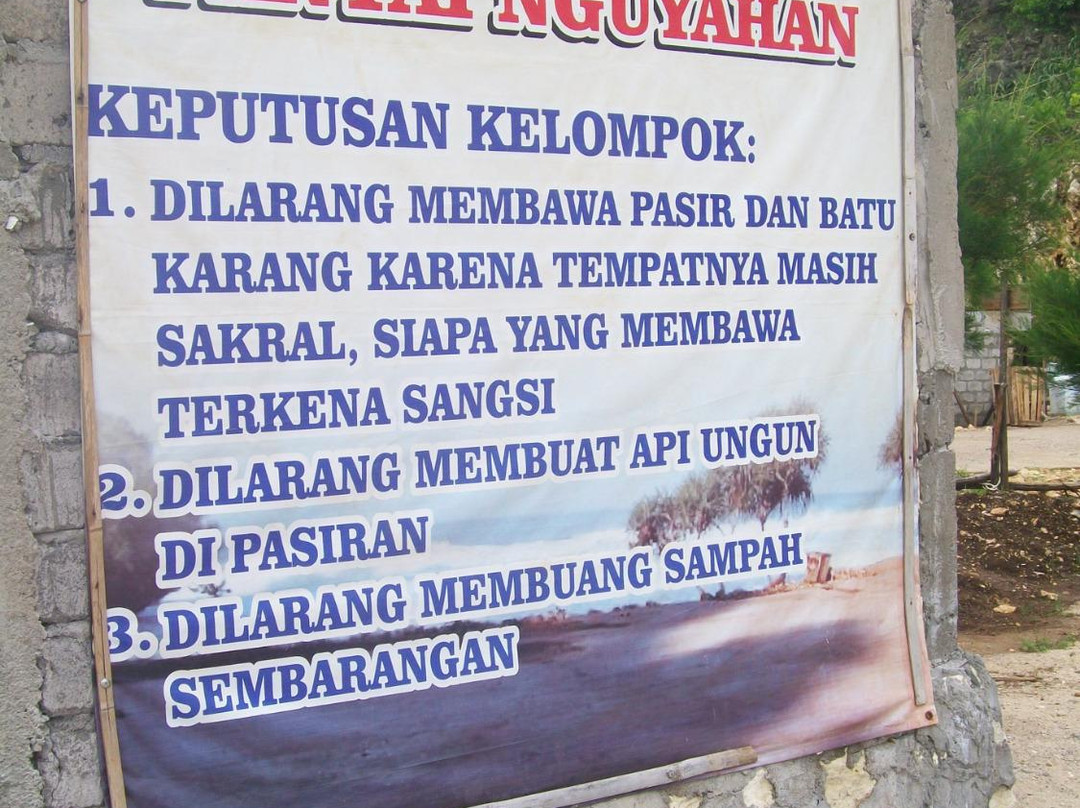 NGUYAHAN
KEPUTUSAN KELOMPOK:
1. DILARANG MEMBAWA PASIR DAN BATU
KARANG KARENA TEMPATNYA MASIH
SAKRAL, SIAPA YANG MEMBAWA
TERKENA SANGSI
2. DILARANG MEMBUAT API UNGUN
DI PASIRAN
3. DILARANG MEMBUANG SAMPAH
SEMBARANGAN